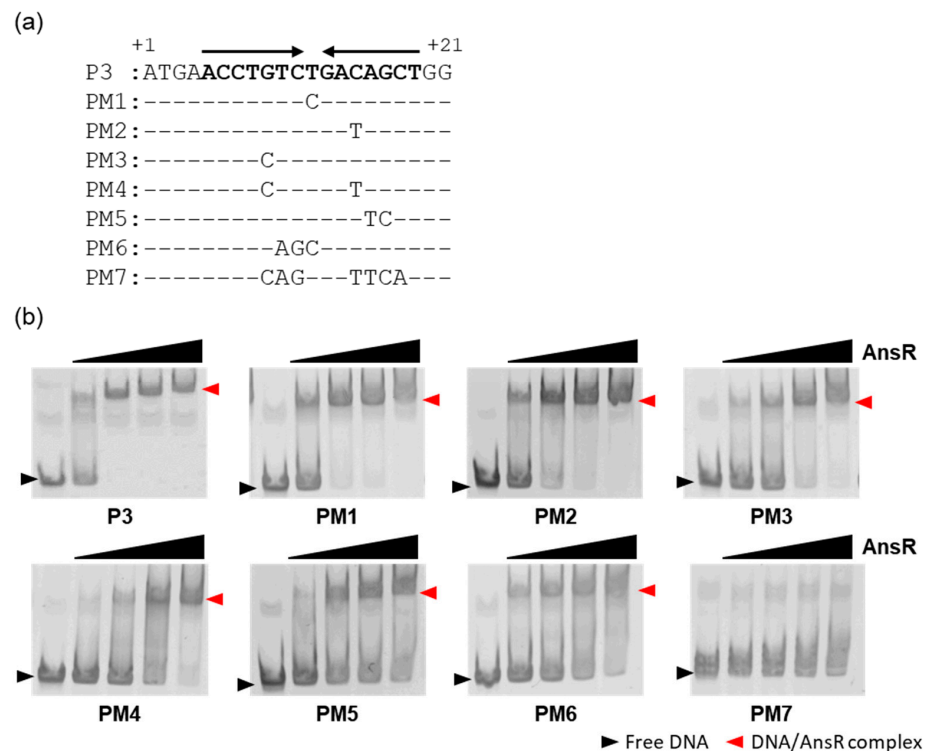 (a)
+1 +21
P3 :ATGAACCTGTCTGACAGCTGG
PM1:-----------C---------
PM2:--------------T------
PM3:--------C------------
PM4:--------C-----T------
PM5:---------------TC----
PM6:---------AGC---------
PM7:--------CAG---TTCA---
(b)
AnsR
P3 PM1 PM2 PM3
AnsR
PM4 PM5 PM6 PM7
Free DNA DNA/AnsR complex